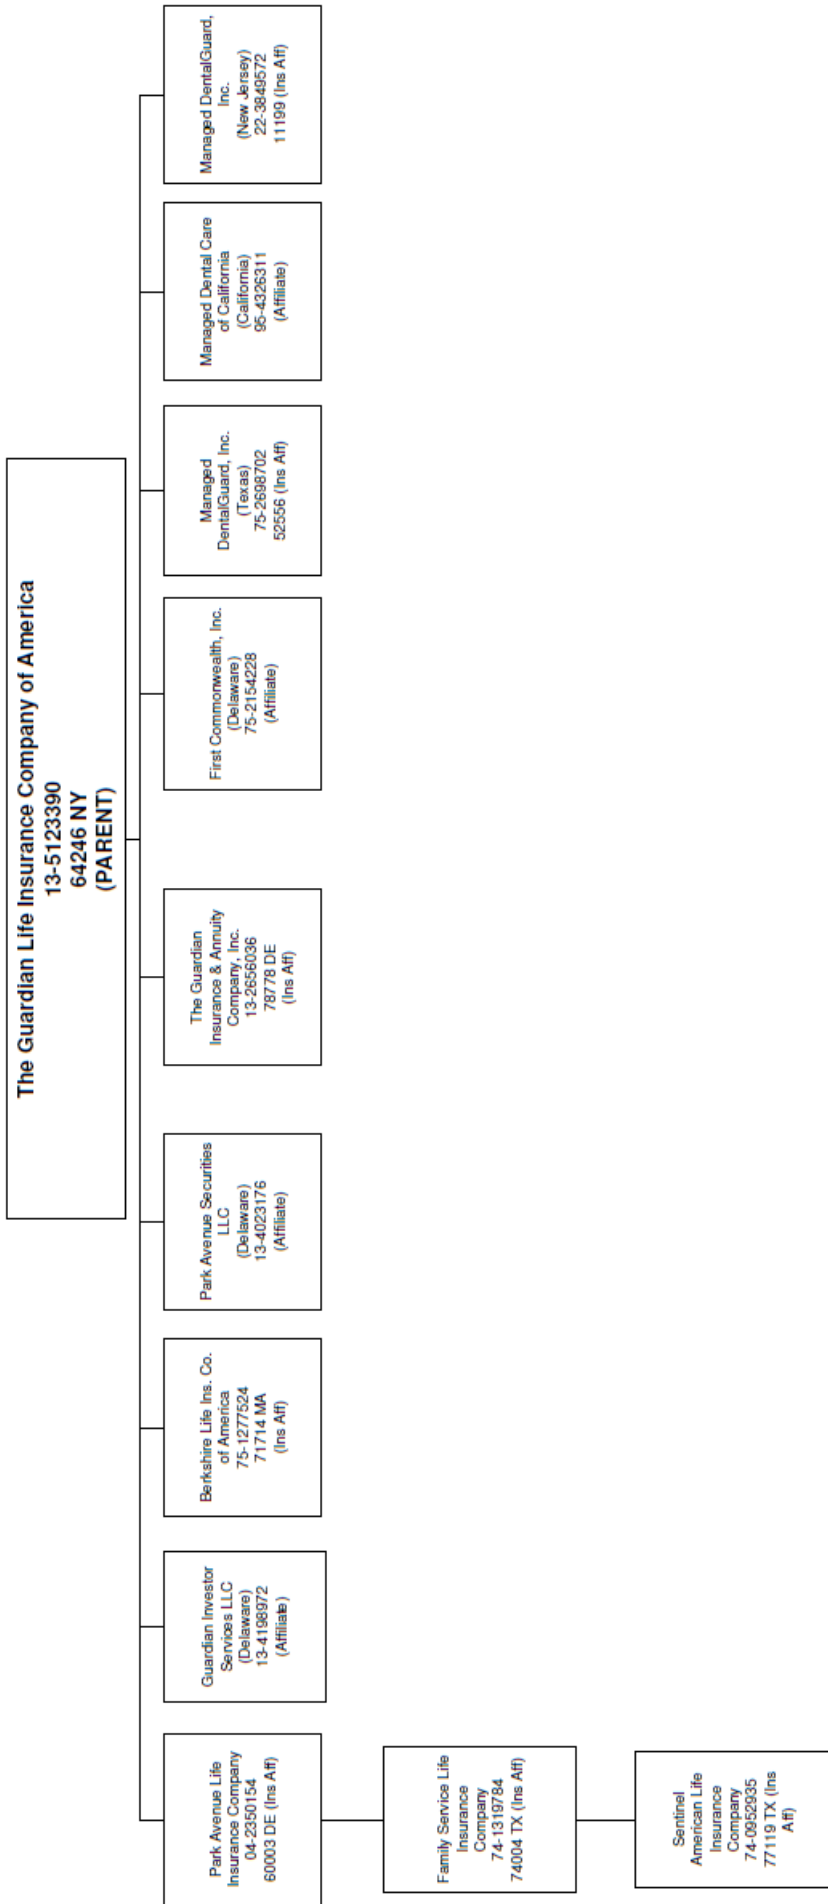 The Guardian Life Insurance Company of America
13-5123390
64246 NY
(PARENT)
Park Avenue Life
Insurance Company
04-2350154
60003 DE (Ins Aff)
Guardian Investor
Services LLC
(Delaware)
13-4198972
(Affiliate)
Berkshire Life Ins. Co.
of America
75-1277524
71714 MA
(Ins Aff)
Park Avenue Securities
LLC
(Delaware)
13-4023176
(Affiliate)
The Guardian
Insurance & Annuity
Company, Inc.
13-2656036
78778 DE
(Ins Aff)
First Commonwealth, Inc.
(Delaware)
75-2154228
(Affiliate)
Managed
DentalGuard, Inc.
(Texas)
75-2698702
52556 (Ins Aff)
Managed Dental Care
of California
(California)
95-4326311
(Affiliate)
Managed DentalGuard,
Inc.
(New Jersey)
22-3849572
11199 (Ins Aff)
Family Service Life
Insurance
Company
74-1319784
74004 TX (Ins Aff)
Sentinel
American Life
Insurance
Company
74-0952935
77119 TX (Ins
Aff)